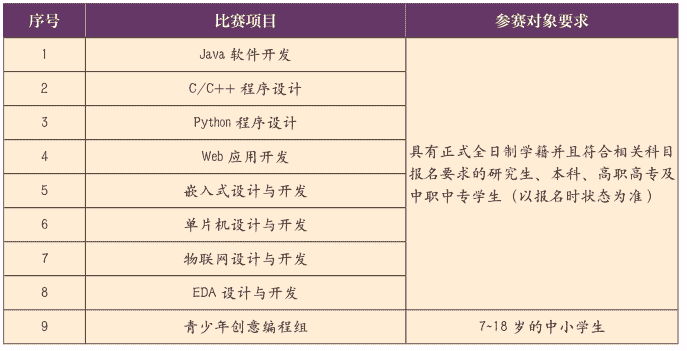 序号 比赛项目 参赛对象要求
1 Java 软件开发
2 C/C++ 程序设计
3 Python 程序设计
4 Web 应用开发
5 嵌入式设计与开发
6 单片机设计与开发
7 物联网设计与开发
8 EDA 设计与开发
具有正式全日制学籍并且符合相关科目
报名要求的研究生、本科、高职高专及
中职中专学生（以报名时状态为准）
9 青少年创意编程组 7~18 岁的中小学生